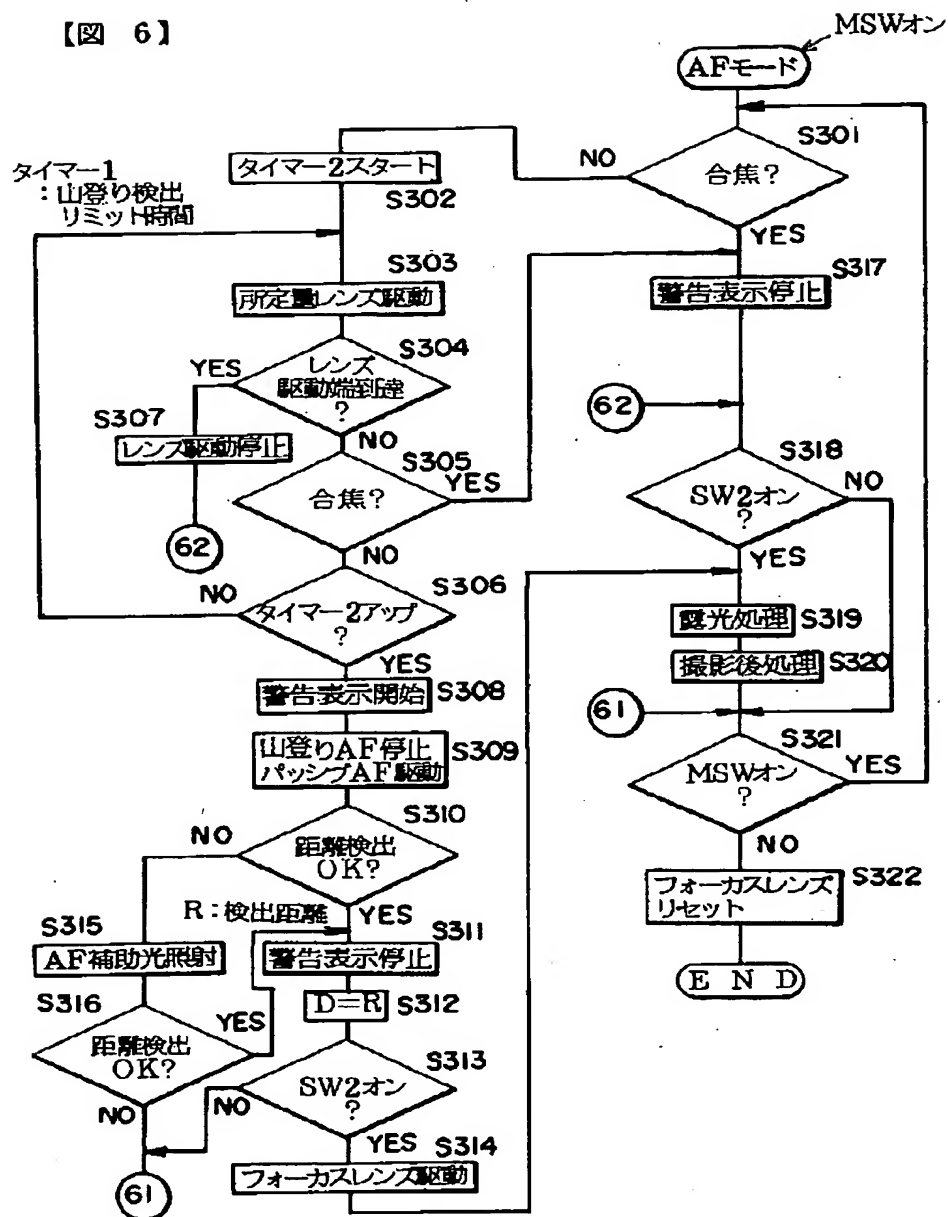 【図 6】
MSWオン
AFモード
S301
合焦?
NO
YES
タイマー2スタート
S302
タイマー1
:山登り検出
リミット時間
S303
所定量レンズ駆動
S304
レンズ
駆動端到達
?
YES
NO
S307
レンズ駆動停止
62
S305
合焦?
YES
NO
S306
タイマー2アップ
?
NO
YES
警告表示開始
S308
山登りAF停止
パッシブAF駆動
S309
S310
距離検出
OK?
NO
YES
R:検出距離
S315
AF補助光照射
S316
距離検出
OK?
YES
NO
61
S311
警告表示停止
D=R
S312
S313
SW2オン
?
NO
YES
S314
フォーカスレンズ駆動
S317
警告表示停止
62
S318
SW2オン
?
NO
YES
露光処理
S319
撮影後処理
S320
61
S321
MSWオン
?
YES
NO
フォーカスレンズ
リセット
S322
END